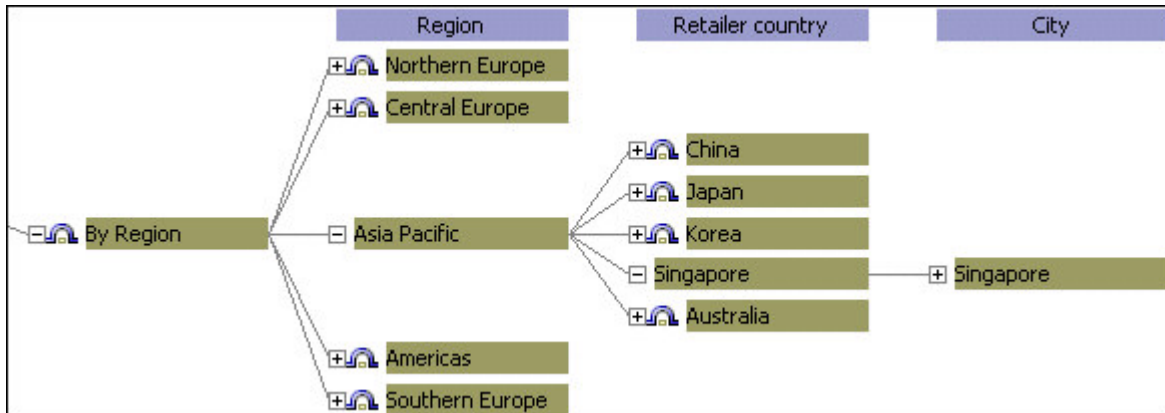 Region
Retailer country
City
Northern Europe
Central Europe
China
Japan
By Region
Asia Pacific
Korea
Singapore
Singapore
Australia
Americas
Southern Europe